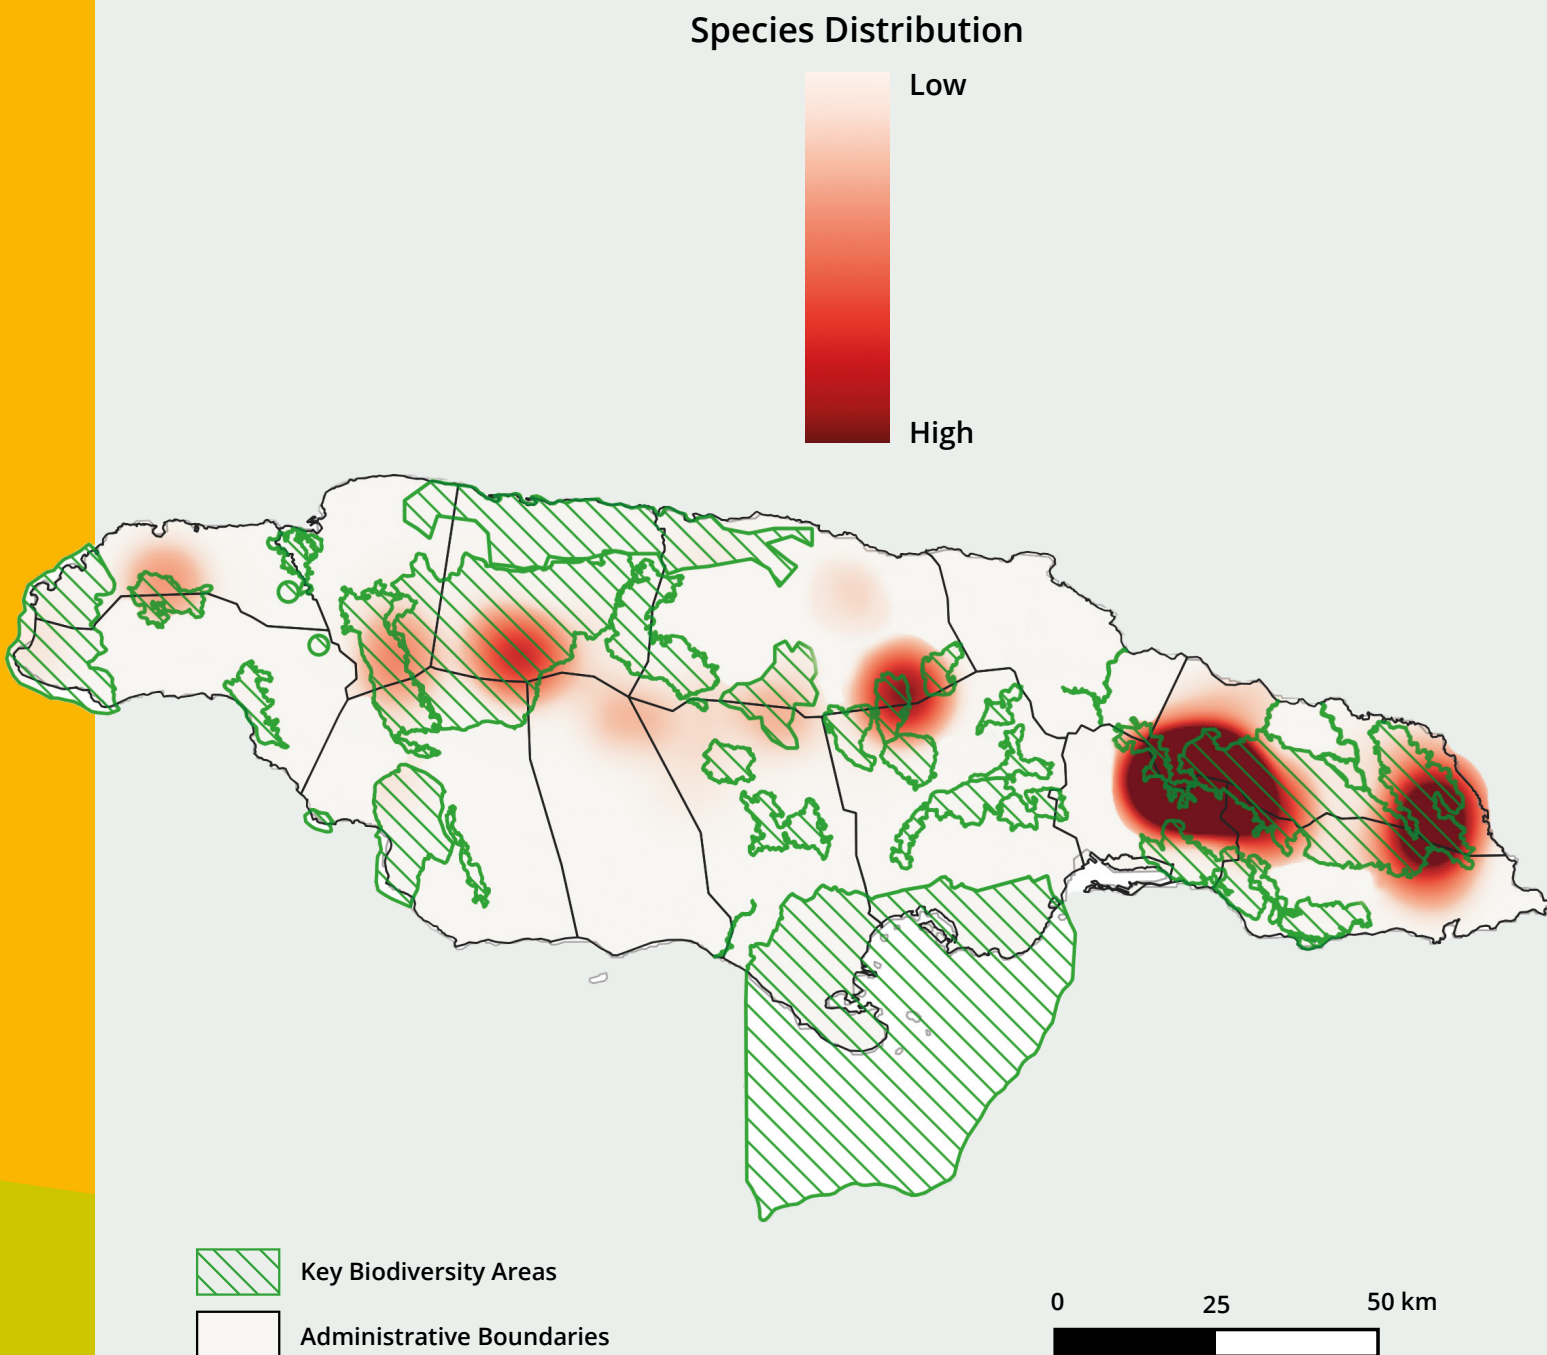 Species Distribution
Low
High
Key Biodiversity Areas
Administrative Boundaries
0 25 50 km